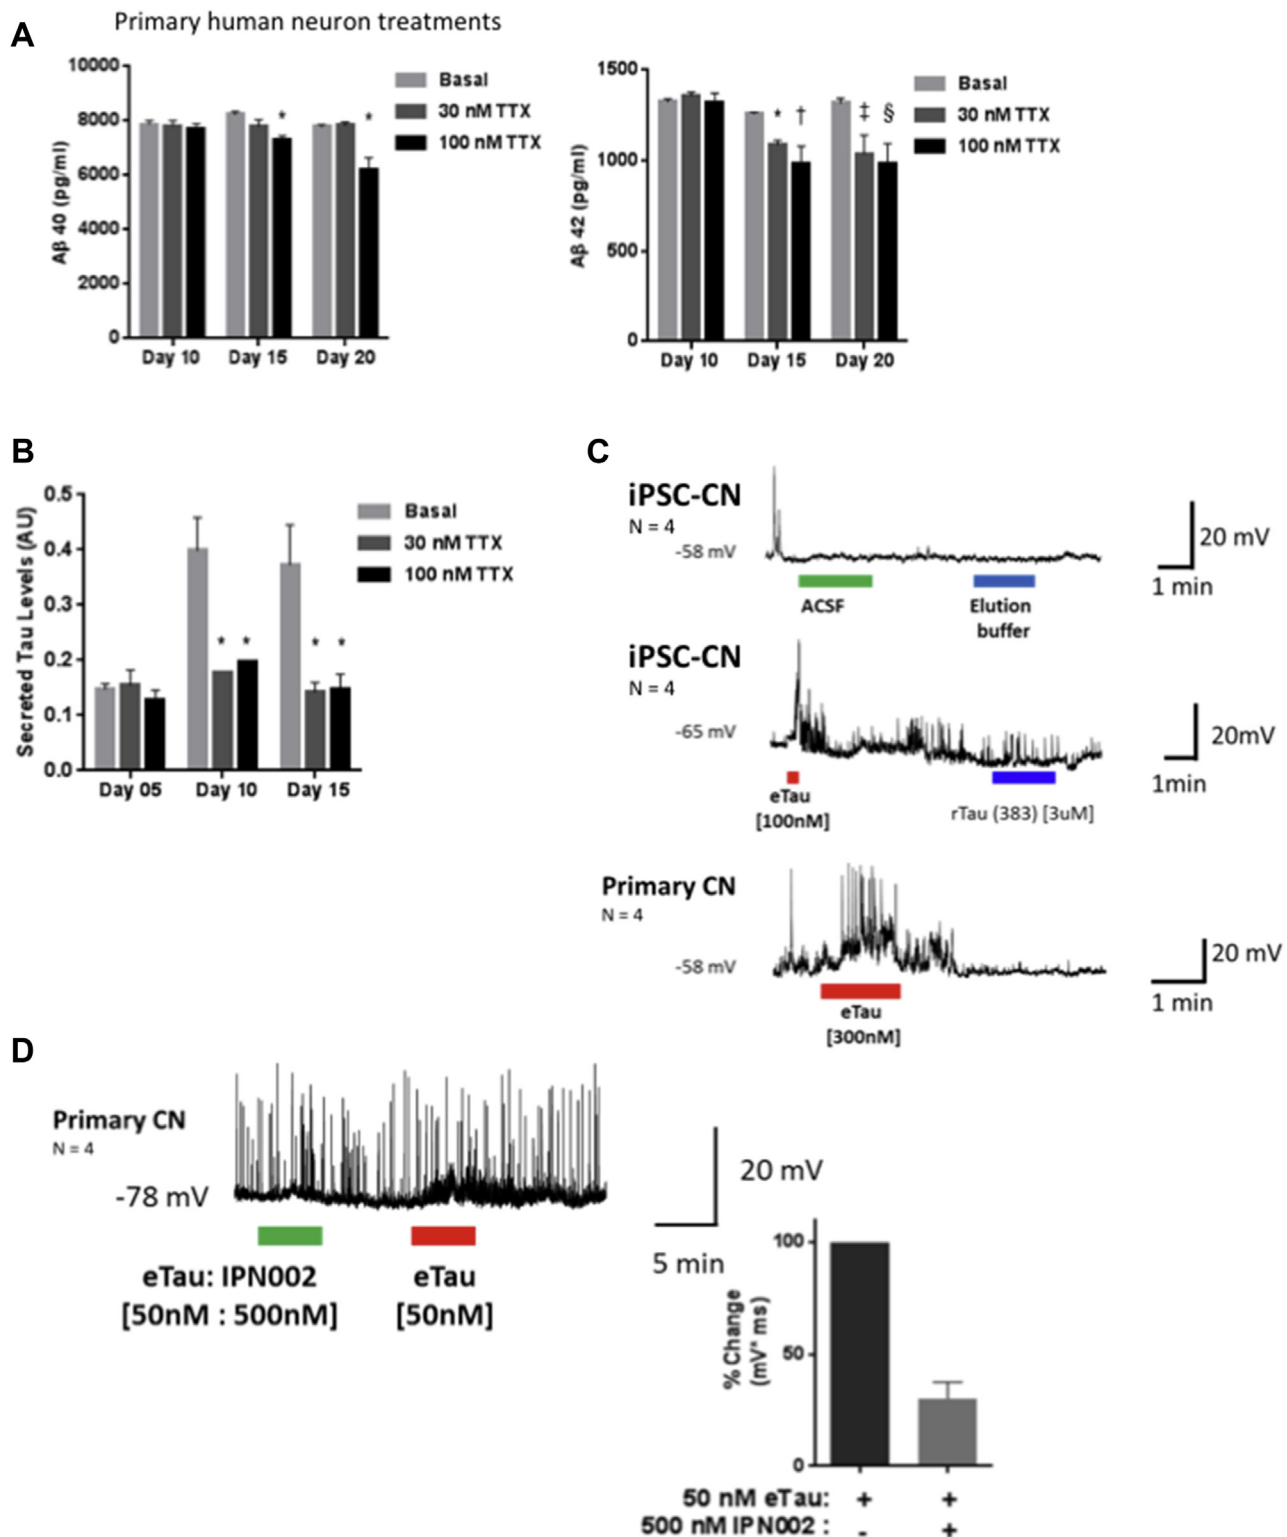 A
Primary human neuron treatments
Aβ 40 (pg/ml)
10000
8000
6000
4000
2000
0
Basal
30 nM TTX
100 nM TTX
*
*
Day 10
Day 15
Day 20
Aβ 42 (pg/ml)
1500
1000
500
0
Basal
30 nM TTX
100 nM TTX
* †
‡ §
Day 10
Day 15
Day 20
B
Secreted Tau Levels (AU)
0.5
0.4
0.3
0.2
0.1
0.0
Basal
30 nM TTX
100 nM TTX
* *
* *
Day 05
Day 10
Day 15
C
iPSC-CN
N = 4
-58 mV
ACSF
Elution
buffer
20 mV
1 min
iPSC-CN
N = 4
-65 mV
eTau
[100nM]
rTau (383) [3uM]
20mV
1min
Primary CN
N = 4
-58 mV
eTau
[300nM]
20 mV
1 min
D
Primary CN
N = 4
-78 mV
eTau: IPN002
[50nM : 500nM]
eTau
[50nM]
20 mV
5 min
% Change
(mV* ms)
100
50
0
50 nM eTau: + +
500 nM IPN002 : - +